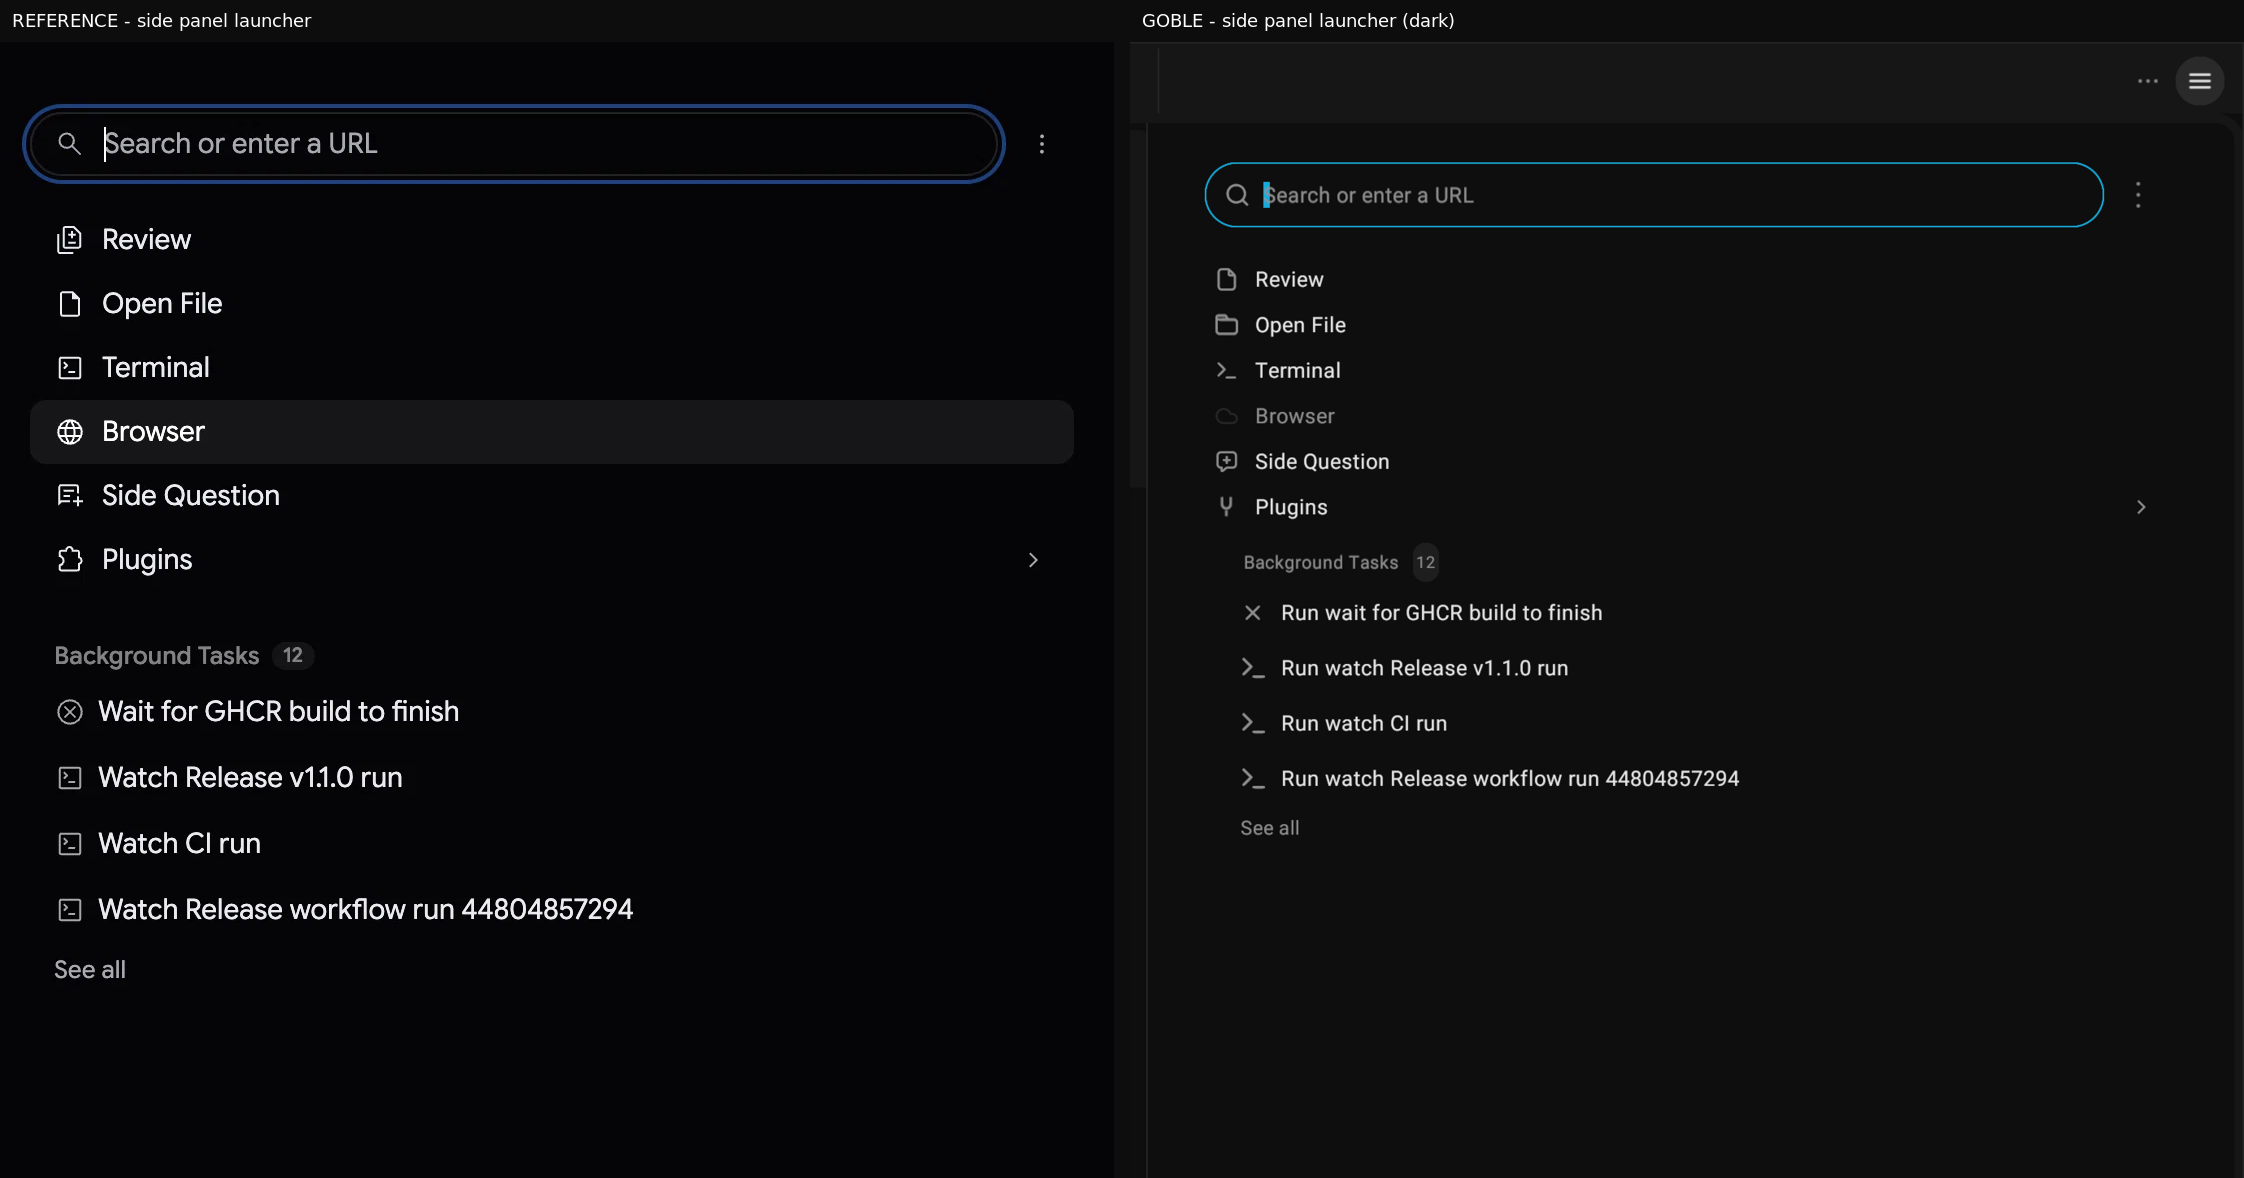 REFERENCE - side panel launcher
Search or enter a URL
Review
Open File
Terminal
Browser
Side Question
Plugins
Background Tasks 12
Wait for GHCR build to finish
Watch Release v1.1.0 run
Watch CI run
Watch Release workflow run 44804857294
See all
GOBLE - side panel launcher (dark)
Search or enter a URL
Review
Open File
Terminal
Browser
Side Question
Plugins
Background Tasks 12
Run wait for GHCR build to finish
Run watch Release v1.1.0 run
Run watch CI run
Run watch Release workflow run 44804857294
See all